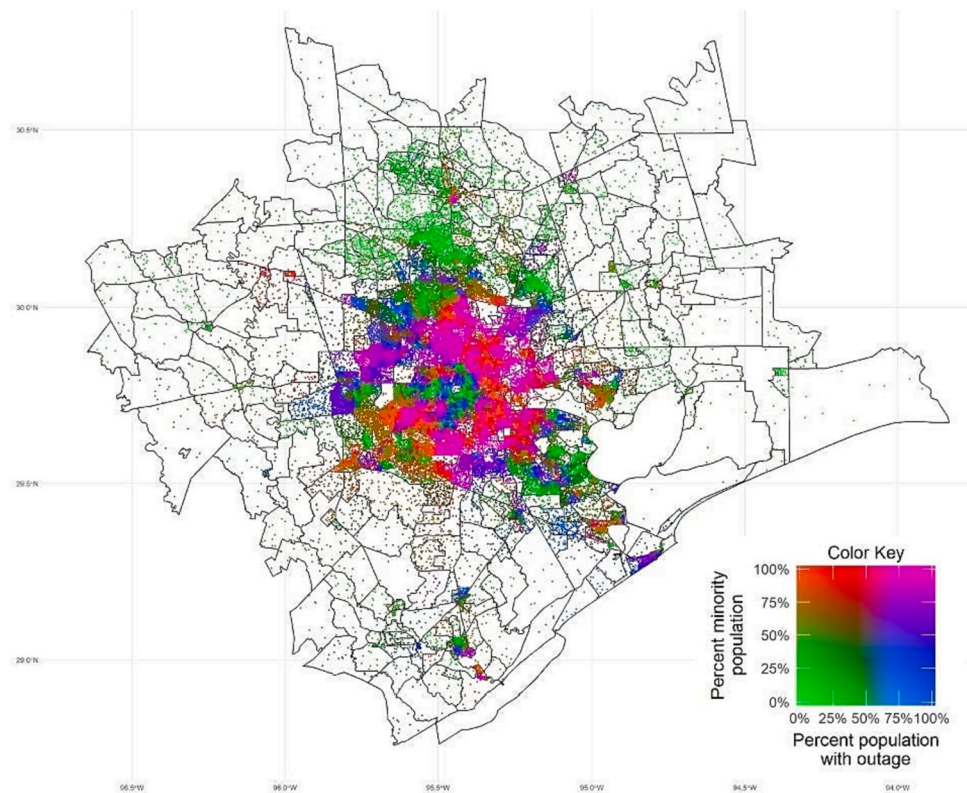 30.5°N
30.0°N
29.5°N
29.0°N
Color Key
100%
75%
50%
25%
0%
Percent minority
population
0% 25% 50% 75% 100%
Percent population
with outage
96.5°W 96.0°W 95.5°W 95.0°W 94.5°W 94.0°W